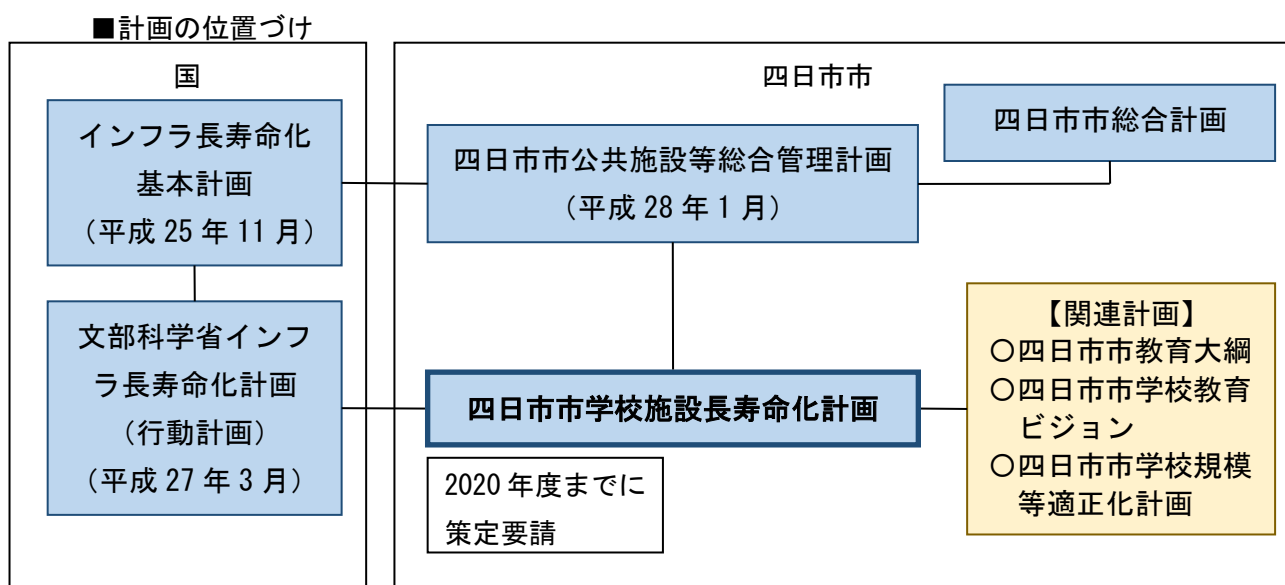 ■計画の位置づけ
国
インフラ長寿命化
基本計画
（平成 25 年 11 月）
文部科学省インフ
ラ長寿命化計画
（行動計画）
（平成 27 年 3 月）
四日市市
四日市市総合計画
四日市市公共施設等総合管理計画
（平成 28 年 1 月）
四日市市学校施設長寿命化計画
2020 年度までに
策定要請
【関連計画】
〇四日市市教育大綱
〇四日市市学校教育
ビジョン
〇四日市市学校規模
等適正化計画